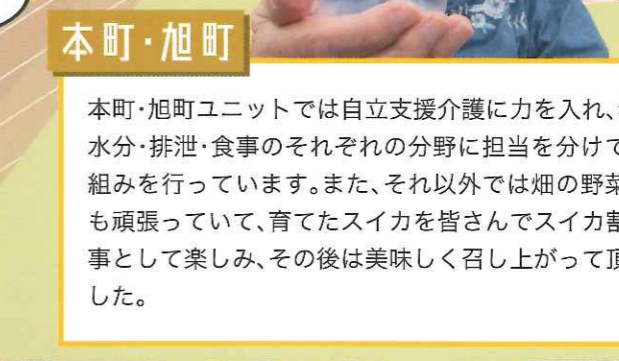 本町・旭町
本町・旭町ユニットでは自立支援介護に力を入れ、
水分・排泄・食事のそれぞれの分野に担当を分けて
組みを行っています。また、それ以外では畑の野菜
も頑張っていて、育てたスイカを皆さんでスイカ割
事として楽しみ、その後は美味しく召し上がって頂
した。